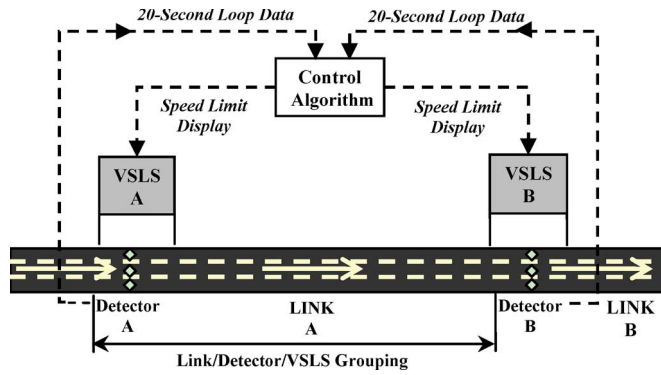 20-Second Loop Data
20-Second Loop Data
Control
Algorithm
Speed Limit
Display
Speed Limit
Display
VSLS
A
VSLS
B
Detector
A
LINK
A
Detector
B
LINK
B
Link/Detector/VSLS Grouping